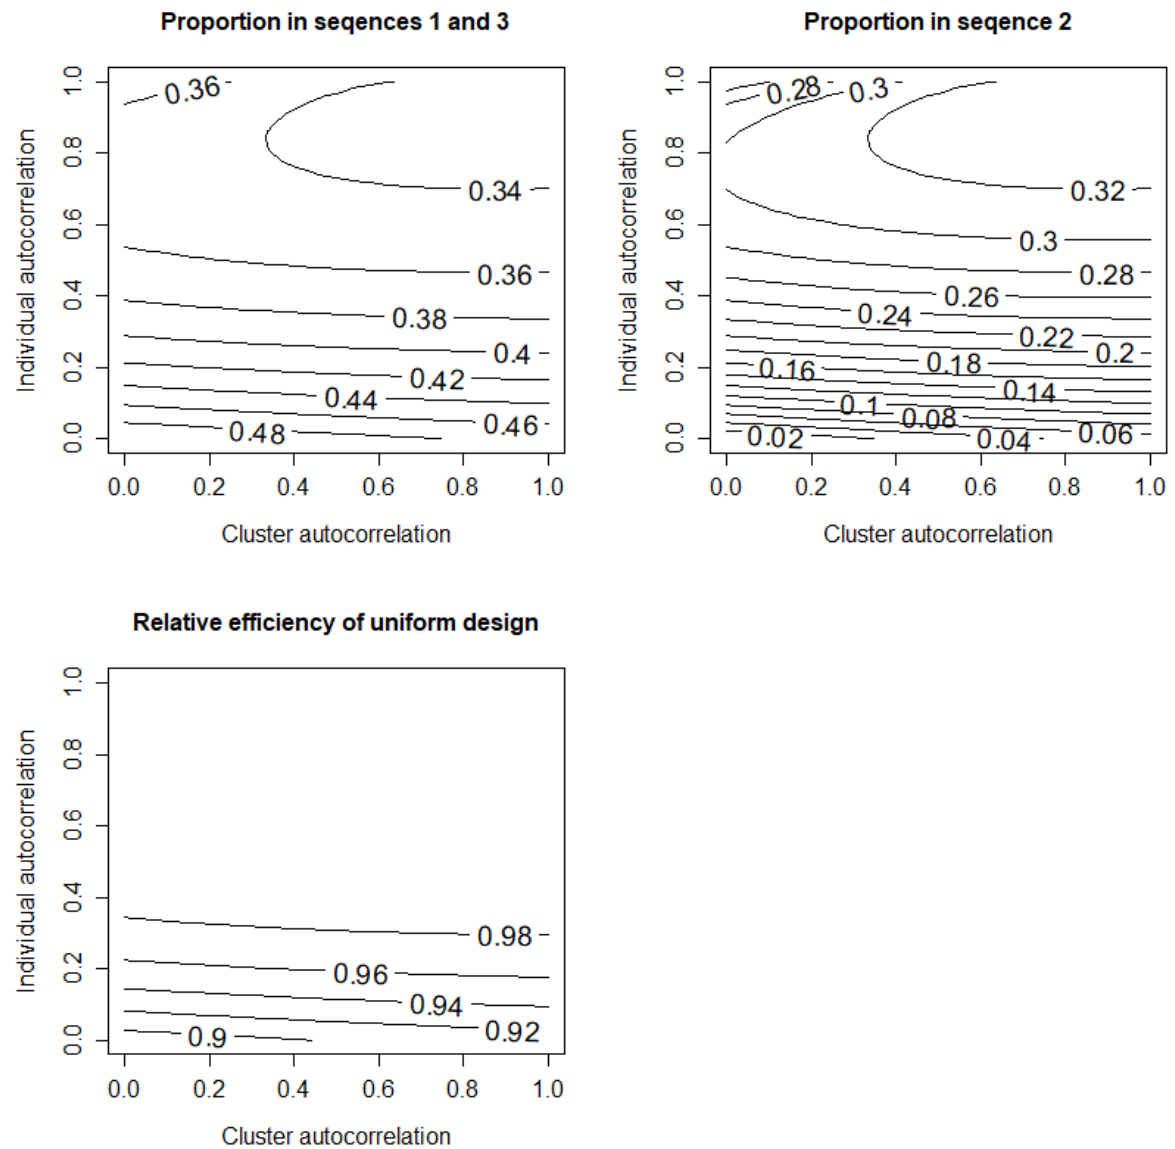 Proportion in seqences 1 and 3
Individual autocorrelation
0.0 0.2 0.4 0.6 0.8 1.0
0.36
0.34
0.36
0.38
0.4
0.42
0.44
0.46
0.48
0.0 0.2 0.4 0.6 0.8 1.0
Cluster autocorrelation
Proportion in seqence 2
Individual autocorrelation
0.0 0.2 0.4 0.6 0.8 1.0
0.28
0.3
0.32
0.3
0.28
0.26
0.24
0.22
0.2
0.18
0.16
0.14
0.1
0.08
0.06
0.04
0.02
0.0 0.2 0.4 0.6 0.8 1.0
Cluster autocorrelation
Relative efficiency of uniform design
Individual autocorrelation
0.0 0.2 0.4 0.6 0.8 1.0
0.98
0.96
0.94
0.92
0.9
0.0 0.2 0.4 0.6 0.8 1.0
Cluster autocorrelation